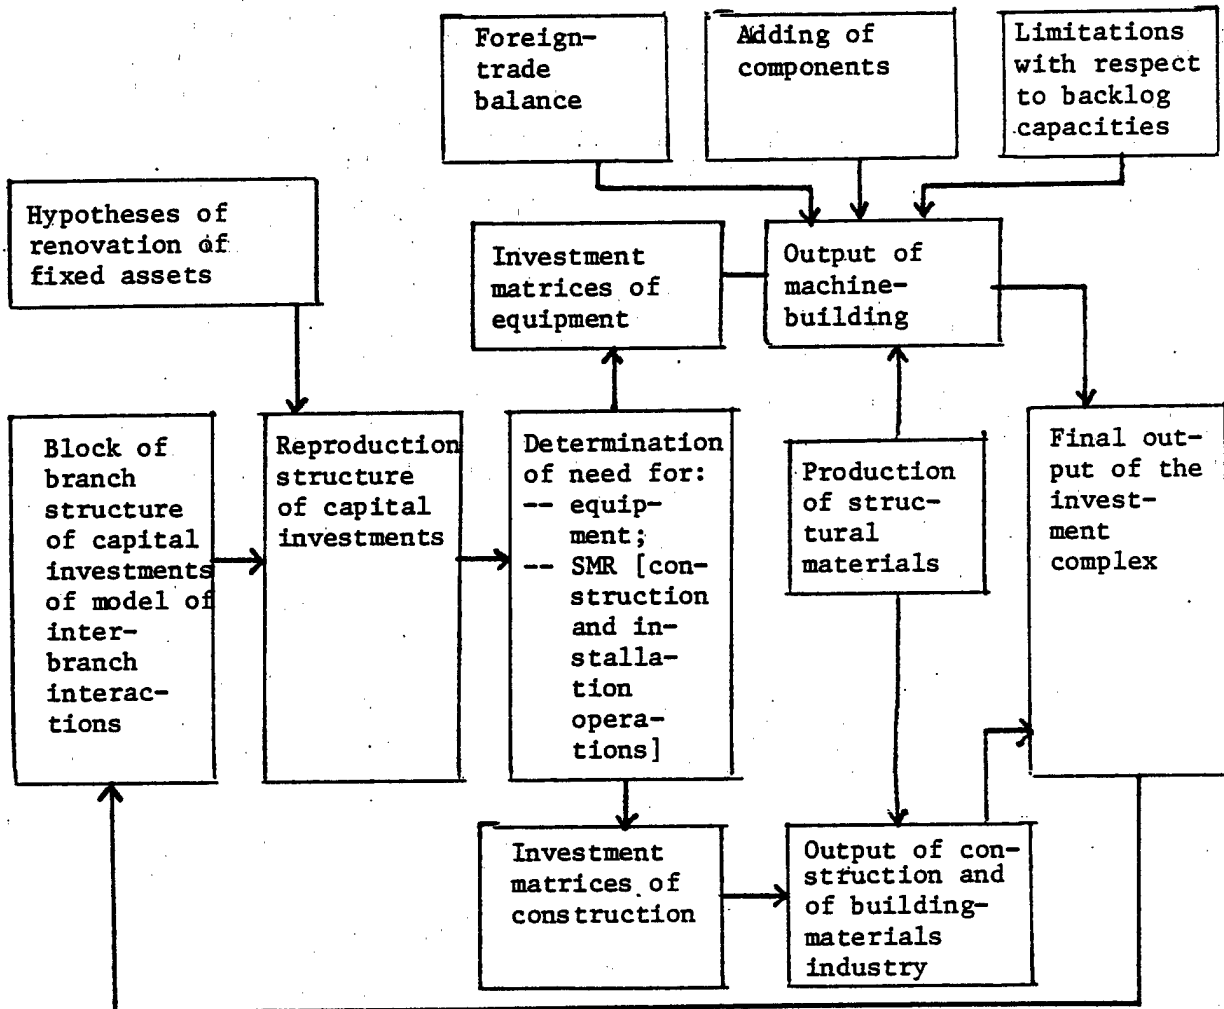 Foreign-
trade
balance
Adding of
components
Limitations
with respect
to backlog
capacities
Hypotheses of
renovation of
fixed assets
Investment
matrices of
equipment
Output of
machine-
building
Block of
branch
structure
of capital
investments
of model of
inter-
branch
interac-
tions
Reproduction
structure
of capital
investments
Determination
of need for:
-- equip-
ment;
-- SMR [con-
struction
and in-
stalla-
tion
opera-
tions]
Production
of struc-
tural
materials
Final out-
put of the
invest-
ment
complex
Investment
matrices of
construction
Output of con-
struction and
of building-
materials
industry